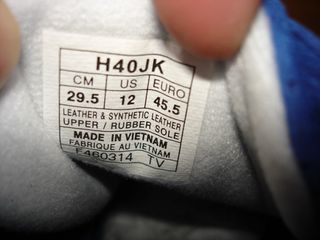 H40JK
CM US EURO
29.5 12 45.5
LEATHER & SYNTHETIC LEATHER
UPPER / RUBBER SOLE
MADE IN VIETNAM
FABRIQUE AU VIETNAM
F460314 TV